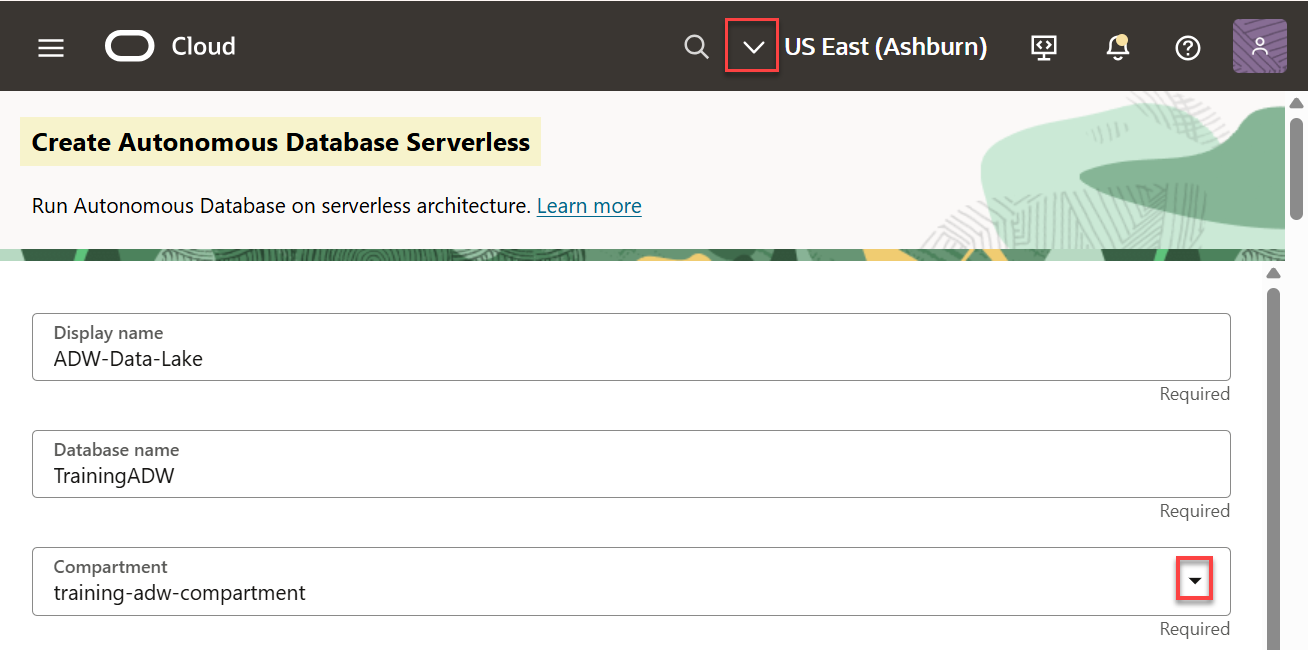 Cloud
US East (Ashburn)
Create Autonomous Database Serverless
Run Autonomous Database on serverless architecture. Learn more
Display name
ADW-Data-Lake
Required
Database name
TrainingADW
Required
Compartment
training-adw-compartment
Required